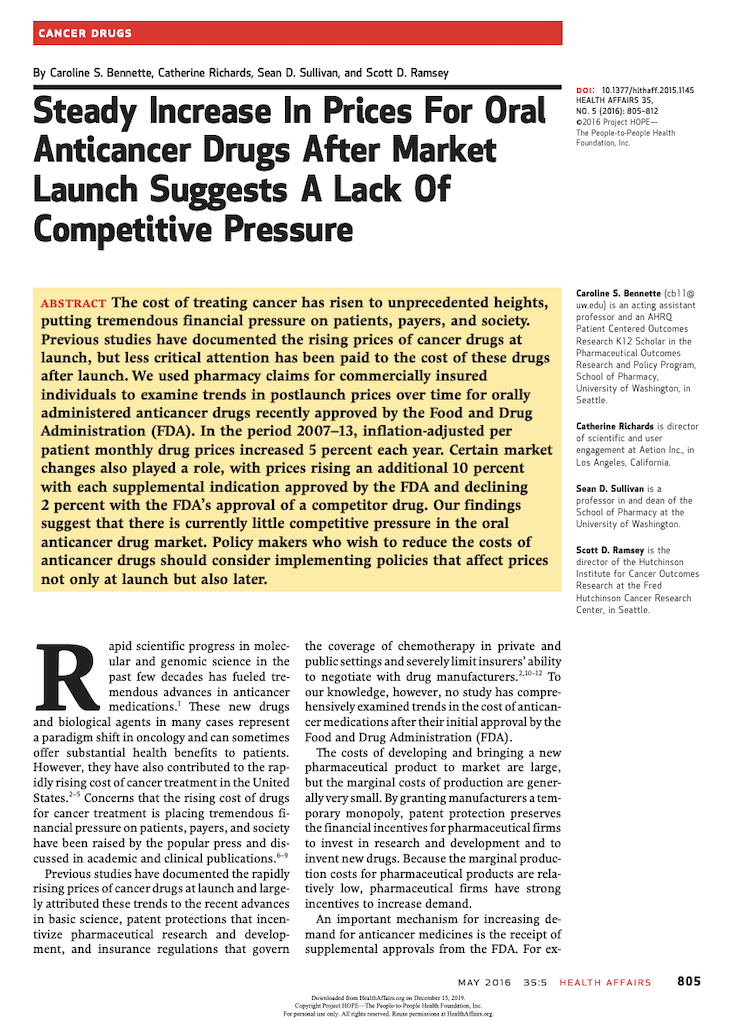 CANCER DRUGS
By Caroline S. Bennette, Catherine Richards, Sean D. Sullivan, and Scott D. Ramsey
Steady Increase In Prices For Oral
Anticancer Drugs After Market
Launch Suggests A Lack Of
Competitive Pressure
DOI: 10.1377/hlthaff.2015.1145
HEALTH AFFAIRS 35,
NO. 5 (2016): 805–812
©2016 Project HOPE—
The People-to-People Health
Foundation, Inc.
ABSTRACT The cost of treating cancer has risen to unprecedented heights,
putting tremendous financial pressure on patients, payers, and society.
Previous studies have documented the rising prices of cancer drugs at
launch, but less critical attention has been paid to the cost of these drugs
after launch. We used pharmacy claims for commercially insured
individuals to examine trends in postlaunch prices over time for orally
administered anticancer drugs recently approved by the Food and Drug
Administration (FDA). In the period 2007–13, inflation-adjusted per
patient monthly drug prices increased 5 percent each year. Certain market
changes also played a role, with prices rising an additional 10 percent
with each supplemental indication approved by the FDA and declining
2 percent with the FDA's approval of a competitor drug. Our findings
suggest that there is currently little competitive pressure in the oral
anticancer drug market. Policy makers who wish to reduce the costs of
anticancer drugs should consider implementing policies that affect prices
not only at launch but also later.
Caroline S. Bennette (cb11@
uw.edu) is an acting assistant
professor and an AHRQ
Patient Centered Outcomes
Research K12 Scholar in the
Pharmaceutical Outcomes
Research and Policy Program,
School of Pharmacy,
University of Washington, in
Seattle.
Catherine Richards is director
of scientific and user
engagement at Aetion Inc., in
Los Angeles, California.
Sean D. Sullivan is a
professor in and dean of the
School of Pharmacy at the
University of Washington.
Scott D. Ramsey is the
director of the Hutchinson
Institute for Cancer Outcomes
Research at the Fred
Hutchinson Cancer Research
Center, in Seattle.
Rapid scientific progress in molec-
ular and genomic science in the
past few decades has fueled tre-
mendous advances in anticancer
medications.1 These new drugs
and biological agents in many cases represent
a paradigm shift in oncology and can sometimes
offer substantial health benefits to patients.
However, they have also contributed to the rap-
idly rising cost of cancer treatment in the United
States.2–5 Concerns that the rising cost of drugs
for cancer treatment is placing tremendous fi-
nancial pressure on patients, payers, and society
have been raised by the popular press and dis-
cussed in academic and clinical publications.6–9
Previous studies have documented the rapidly
rising prices of cancer drugs at launch and large-
ly attributed these trends to the recent advances
in basic science, patent protections that incen-
tivize pharmaceutical research and develop-
ment, and insurance regulations that govern
the coverage of chemotherapy in private and
public settings and severely limit insurers' ability
to negotiate with drug manufacturers.2,10–12 To
our knowledge, however, no study has compre-
hensively examined trends in the cost of antican-
cer medications after their initial approval by the
Food and Drug Administration (FDA).
The costs of developing and bringing a new
pharmaceutical product to market are large,
but the marginal costs of production are gener-
ally very small. By granting manufacturers a tem-
porary monopoly, patent protection preserves
the financial incentives for pharmaceutical firms
to invest in research and development and to
invent new drugs. Because the marginal produc-
tion costs for pharmaceutical products are rela-
tively low, pharmaceutical firms have strong
incentives to increase demand.
An important mechanism for increasing de-
mand for anticancer medicines is the receipt of
supplemental approvals from the FDA. For ex-
MAY 2016 35:5 HEALTH AFFAIRS 805
Downloaded from HealthAffairs.org on December 15, 2019.
Copyright Project HOPE—The People-to-People Health Foundation, Inc.
For personal use only. All rights reserved. Reuse permissions at HealthAffairs.org.